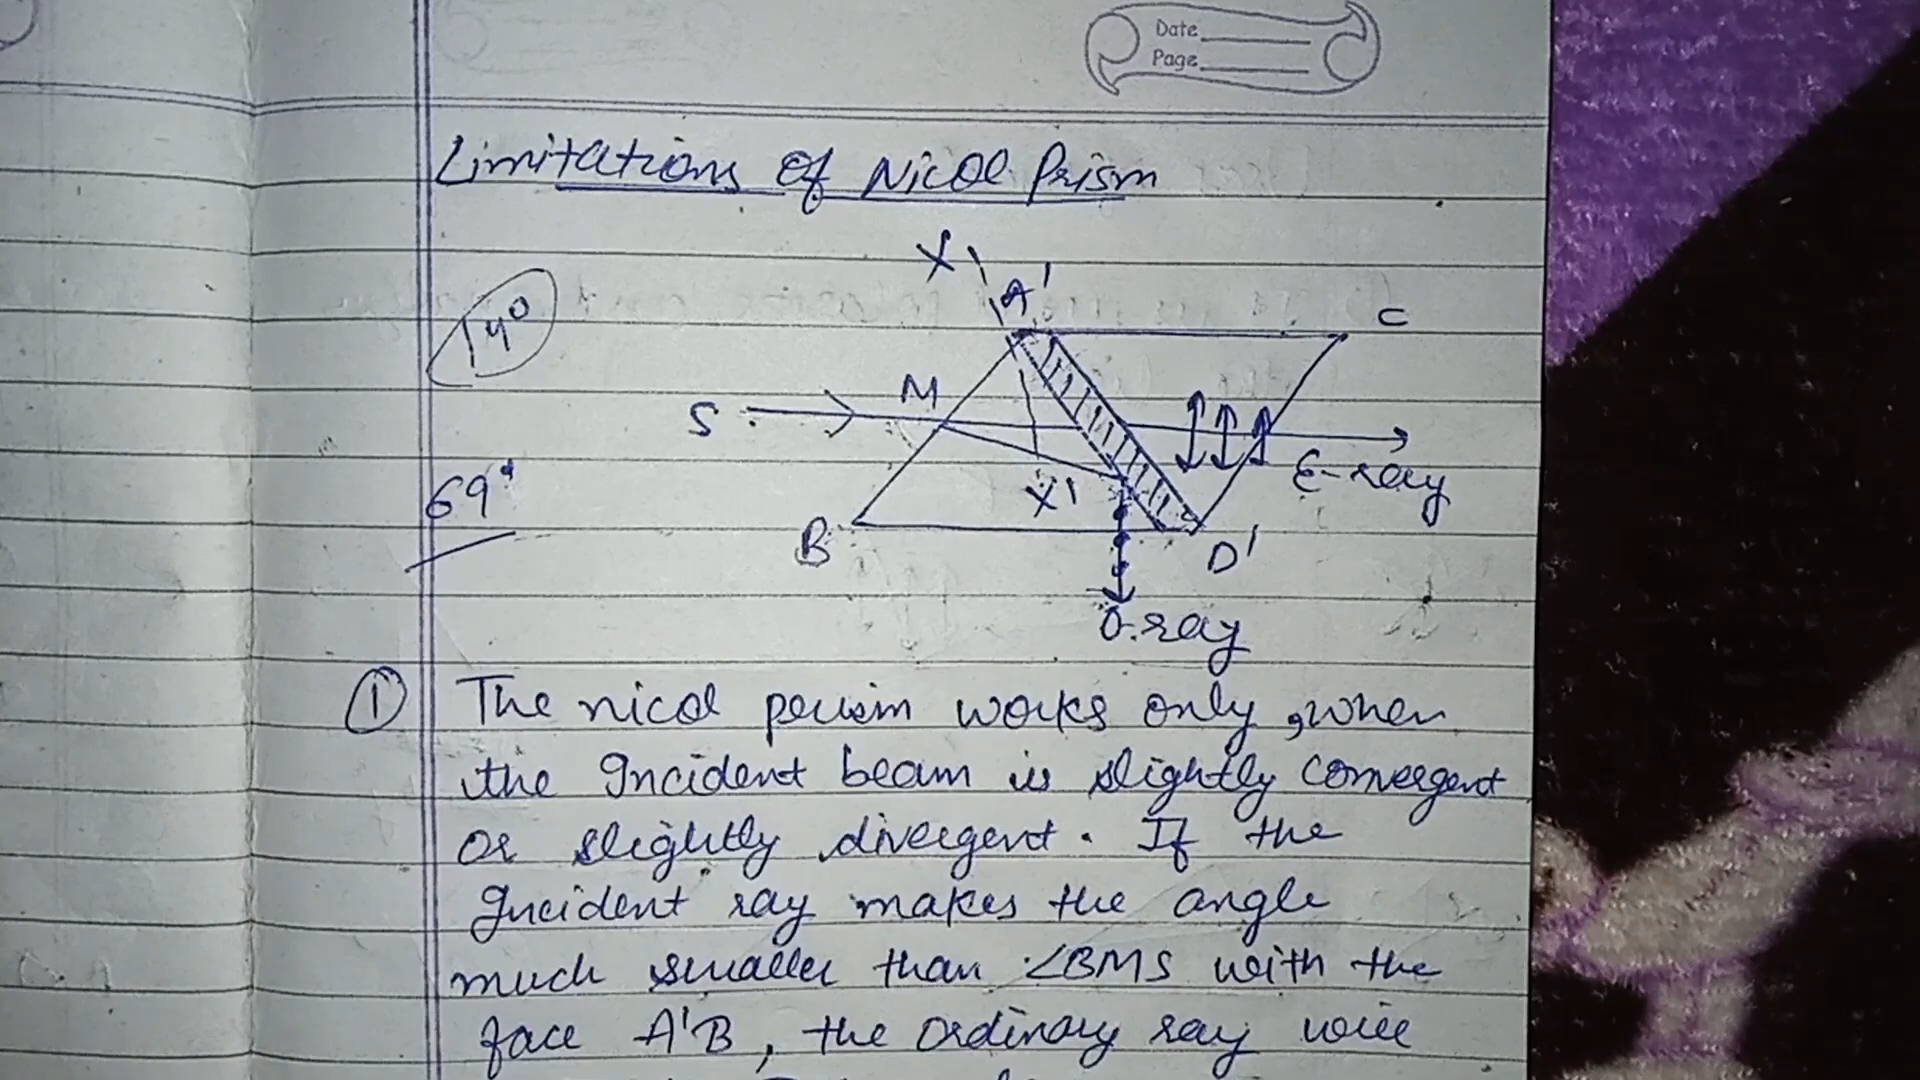 Date
Page
Limitations of Nicol Prism
X
A'
C
14°
M
S
E-ray
69°
X'
B
D'
O-ray
① The nicol prism works only, when
the Incident beam is slightly convergent
or slightly divergent. If the
Incident ray makes the angle
much smaller than ∠BMS with the
face A'B, the ordinary ray will